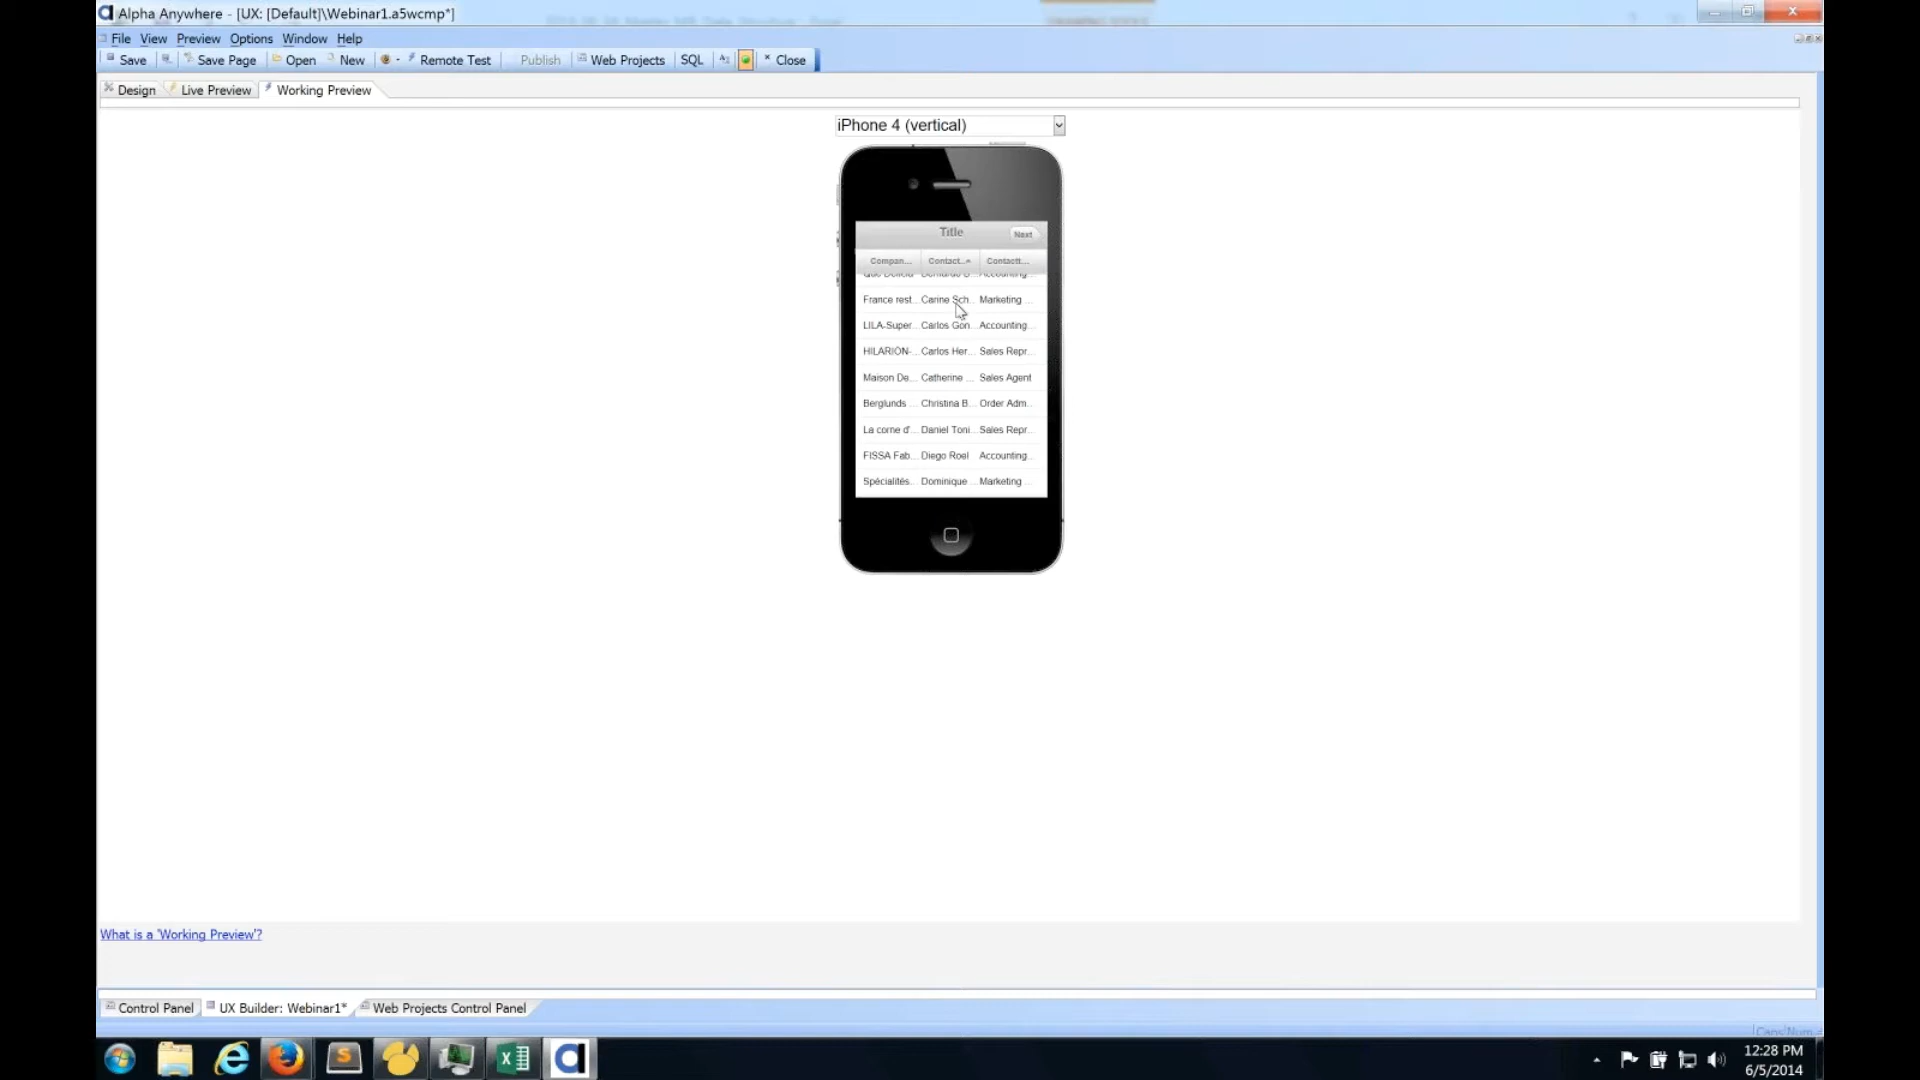 Alpha Anywhere - [UX: [Default]\Webinar1.a5wcmp*]
File View Preview Options Window Help
Save Save Page Open New Remote Test Publish Web Projects SQL Close
Design Live Preview Working Preview
iPhone 4 (vertical)
Title Next
Compan... Contact... Contactt...
France rest... Carine Sch... Marketing ...
LILA-Super... Carlos Gon... Accounting...
HILARION-... Carlos Her... Sales Repr...
Maison De... Catherine ... Sales Agent
Berglunds ... Christina B... Order Adm...
La corne d'... Daniel Toni... Sales Repr...
FISSA Fab... Diego Roel Accounting...
Spécialités... Dominique ... Marketing ...
What is a 'Working Preview'?
Control Panel UX Builder: Webinar1* Web Projects Control Panel
12:28 PM
6/5/2014